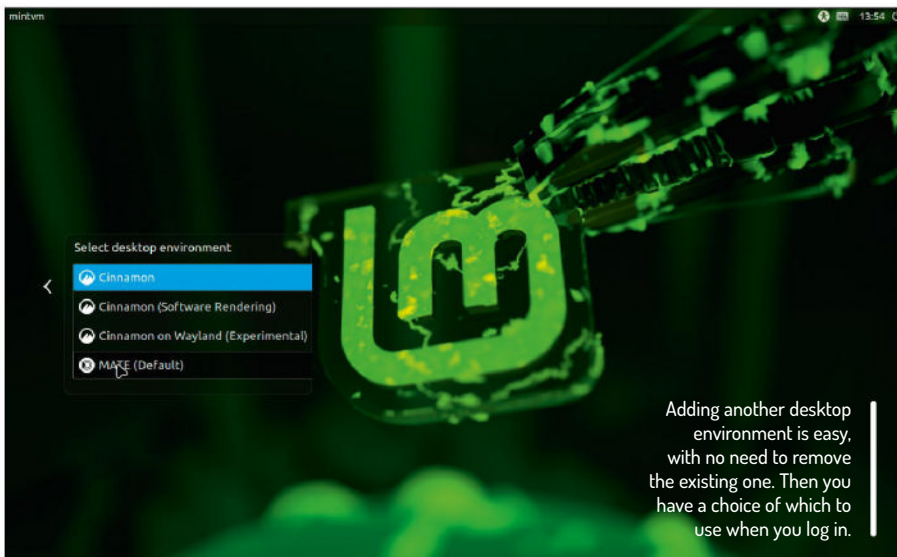 mintvm
13:54
Select desktop environment
Cinnamon
Cinnamon (Software Rendering)
Cinnamon on Wayland (Experimental)
MATE (Default)
Adding another desktop
environment is easy,
with no need to remove
the existing one. Then you
have a choice of which to
use when you log in.